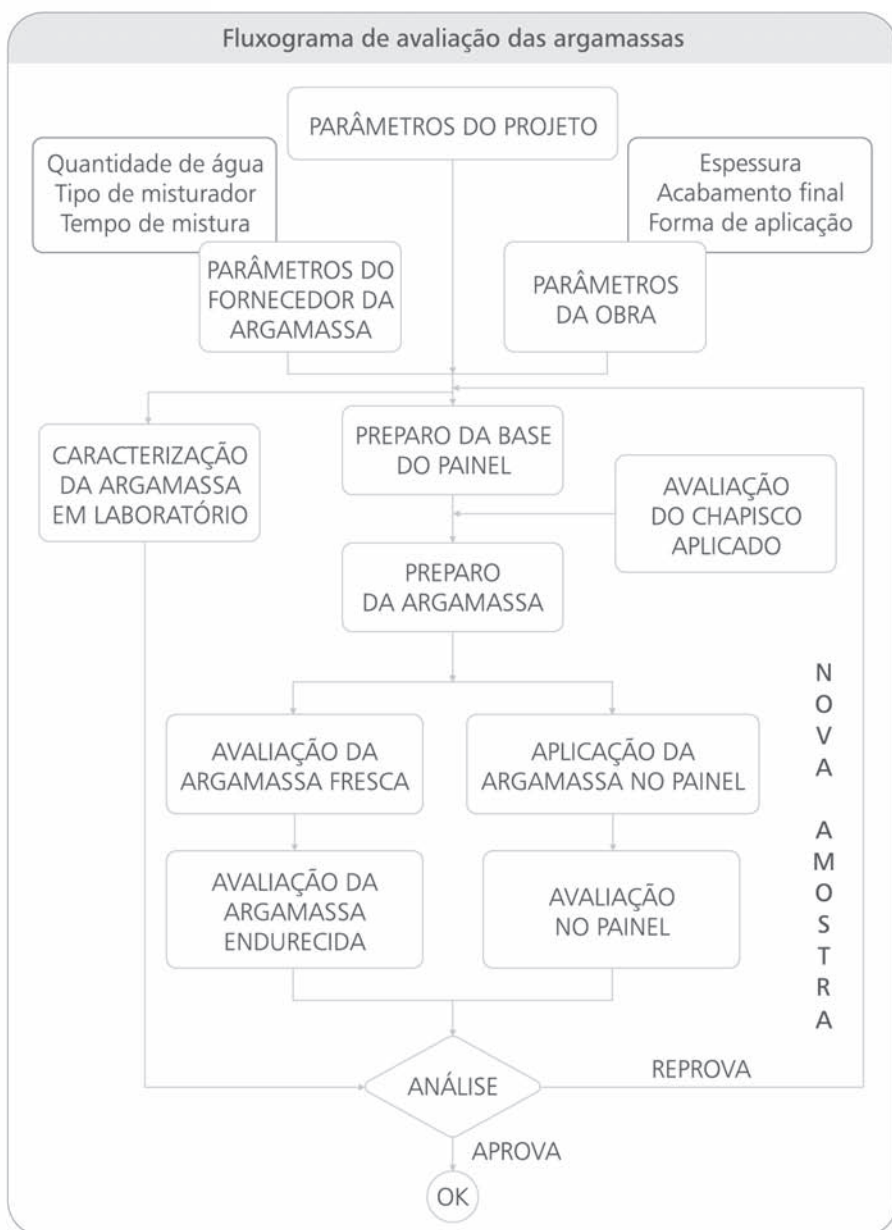 Fluxograma de avaliação das argamassas
PARÂMETROS DO PROJETO
Quantidade de água
Tipo de misturador
Tempo de mistura
Espessura
Acabamento final
Forma de aplicação
PARÂMETROS DO
FORNECEDOR DA
ARGAMASSA
PARÂMETROS
DA OBRA
CARACTERIZAÇÃO
DA ARGAMASSA
EM LABORATÓRIO
PREPARO DA BASE
DO PAINEL
AVALIAÇÃO
DO CHAPISCO
APLICADO
PREPARO
DA ARGAMASSA
AVALIAÇÃO DA
ARGAMASSA FRESCA
APLICAÇÃO DA
ARGAMASSA NO PAINEL
AVALIAÇÃO DA
ARGAMASSA
ENDURECIDA
AVALIAÇÃO
NO PAINEL
NOVA AMOSTRA
ANÁLISE
REPROVA
APROVA
OK